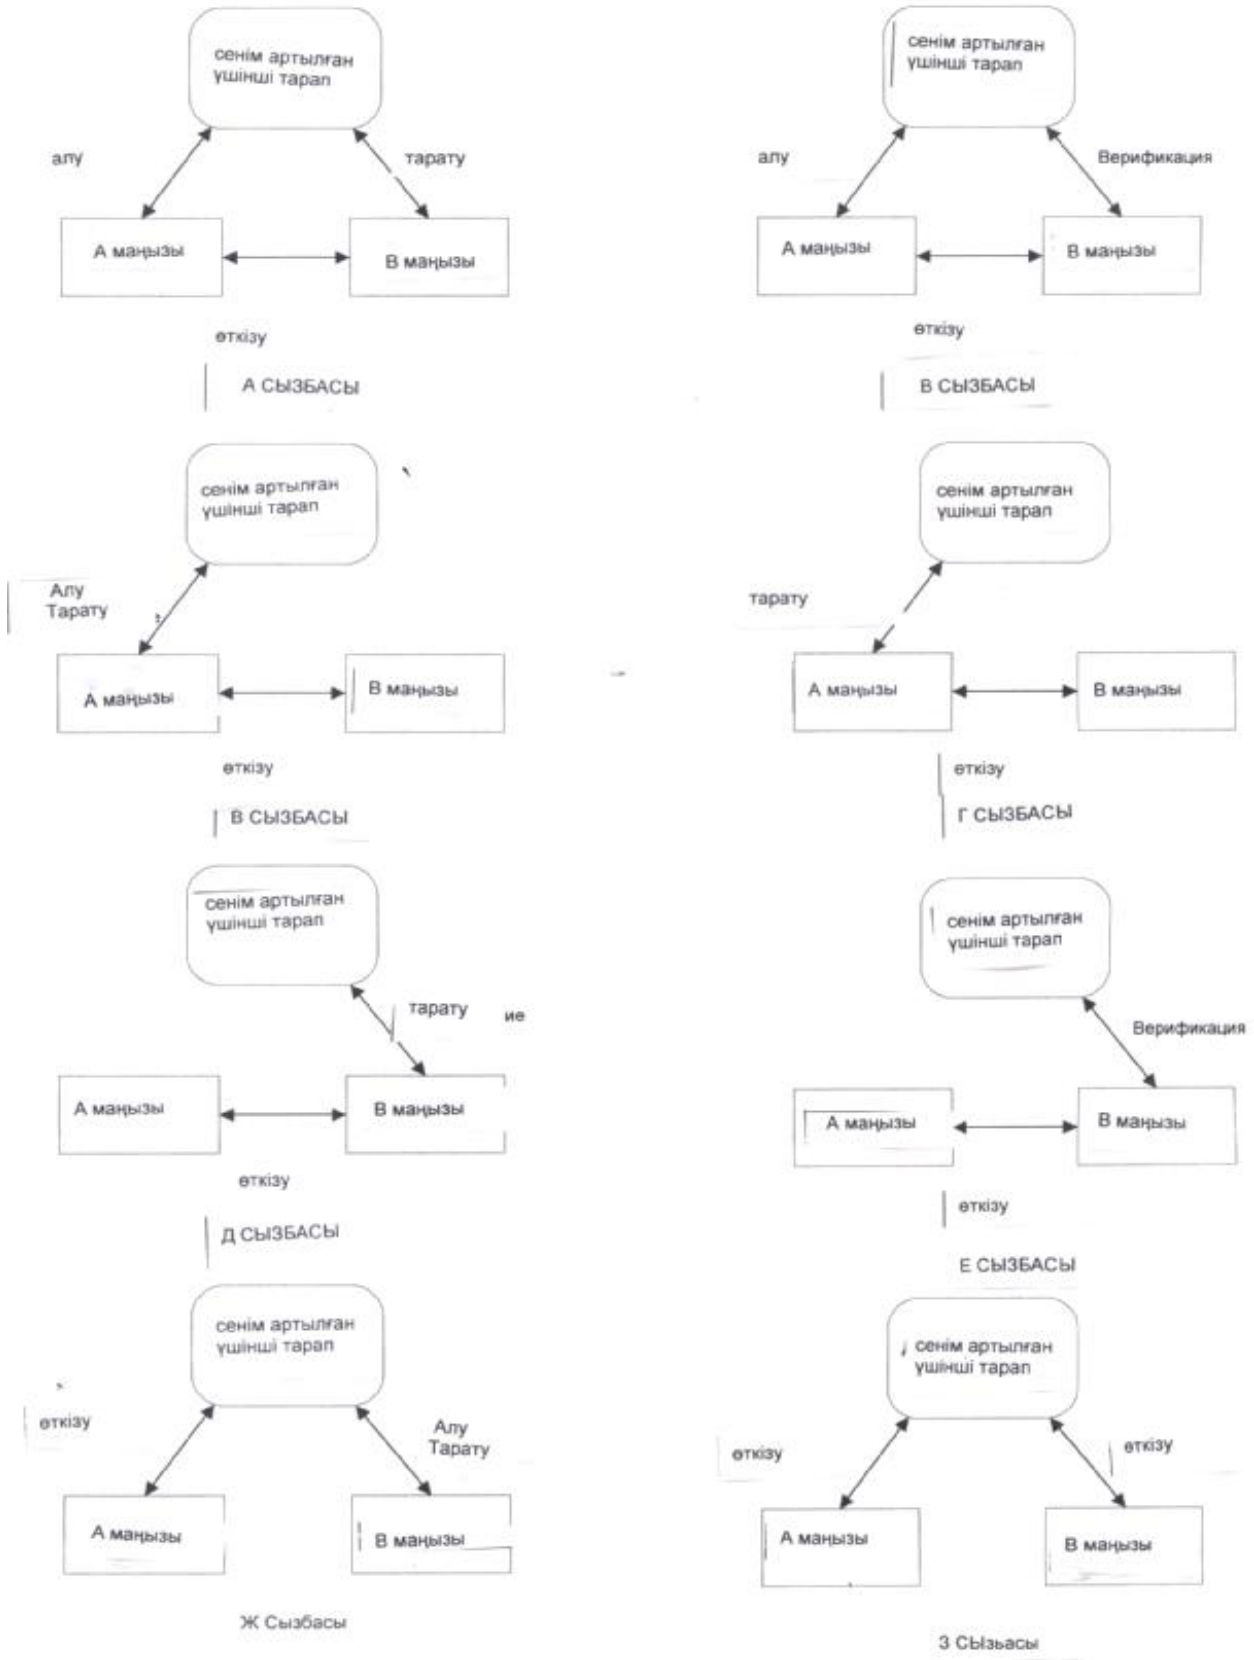 сенім артылған
үшінші тарап
алу
тарату
А маңызы
В маңызы
өткізу
А СЫЗБАСЫ
сенім артылған
үшінші тарап
алу
Верификация
А маңызы
В маңызы
өткізу
В СЫЗБАСЫ
сенім артылған
үшінші тарап
Алу
Тарату
А маңызы
В маңызы
өткізу
В СЫЗБАСЫ
сенім артылған
үшінші тарап
тарату
А маңызы
В маңызы
өткізу
Г СЫЗБАСЫ
сенім артылған
үшінші тарап
тарату ие
А маңызы
В маңызы
өткізу
Д СЫЗБАСЫ
сенім артылған
үшінші тарап
Верификация
А маңызы
В маңызы
өткізу
Е СЫЗБАСЫ
сенім артылған
үшінші тарап
өткізу
Алу
Тарату
А маңызы
В маңызы
Ж Сызбасы
сенім артылған
үшінші тарап
өткізу
өткізу
А маңызы
В маңызы
З СЫзьасы